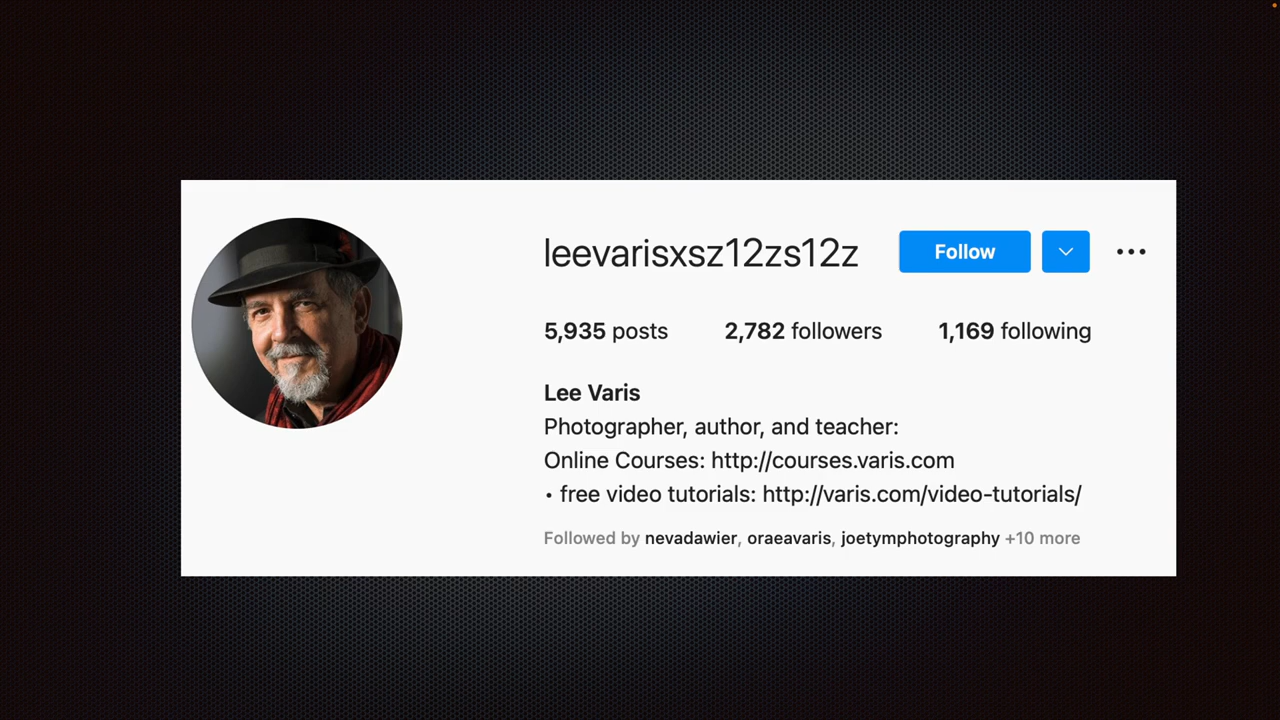 leevarisxsz12zs12z Follow
5,935 posts 2,782 followers 1,169 following
Lee Varis
Photographer, author, and teacher:
Online Courses: http://courses.varis.com
• free video tutorials: http://varis.com/video-tutorials/
Followed by nevadawier, oraeavaris, joetymphotography +10 more